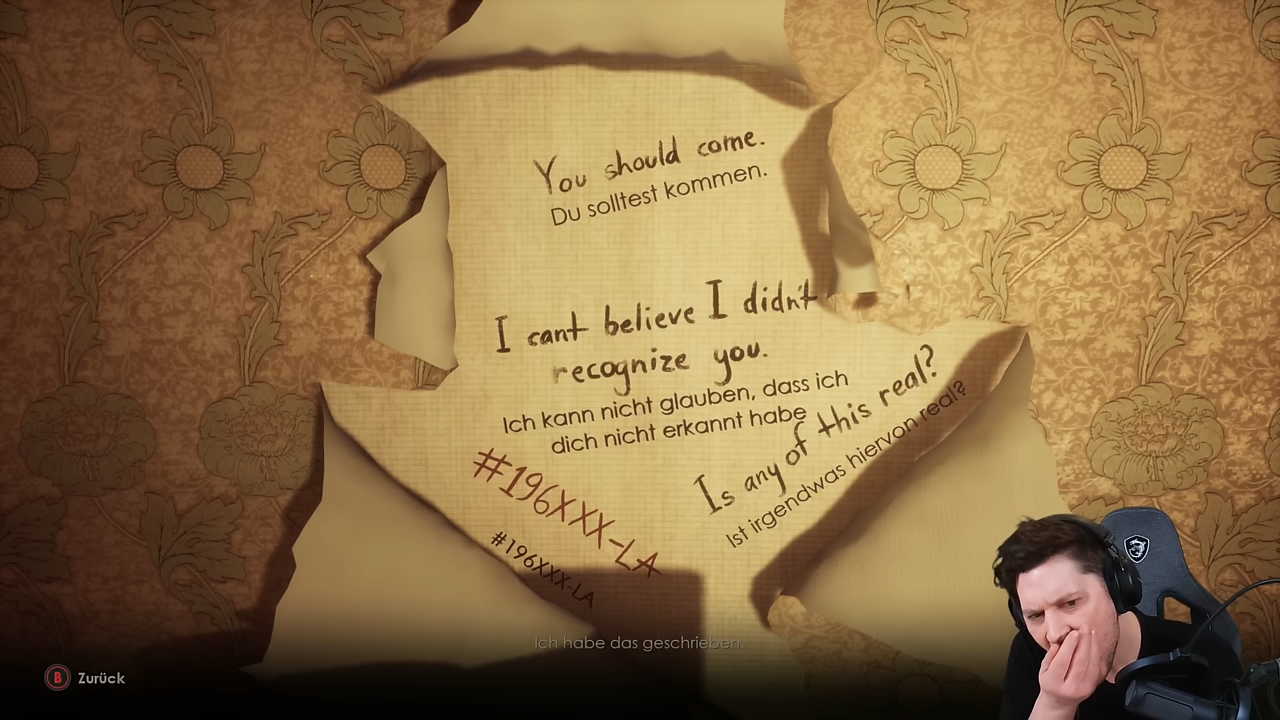 You should come.
Du solltest kommen.
I cant believe I didn't
recognize you.
Ich kann nicht glauben, dass ich
dich nicht erkannt habe
Is any of this real?
Ist irgendwas hiervon real?
#196XXX-LA
#196XXX-LA
Ich habe das geschrieben.
B Zurück